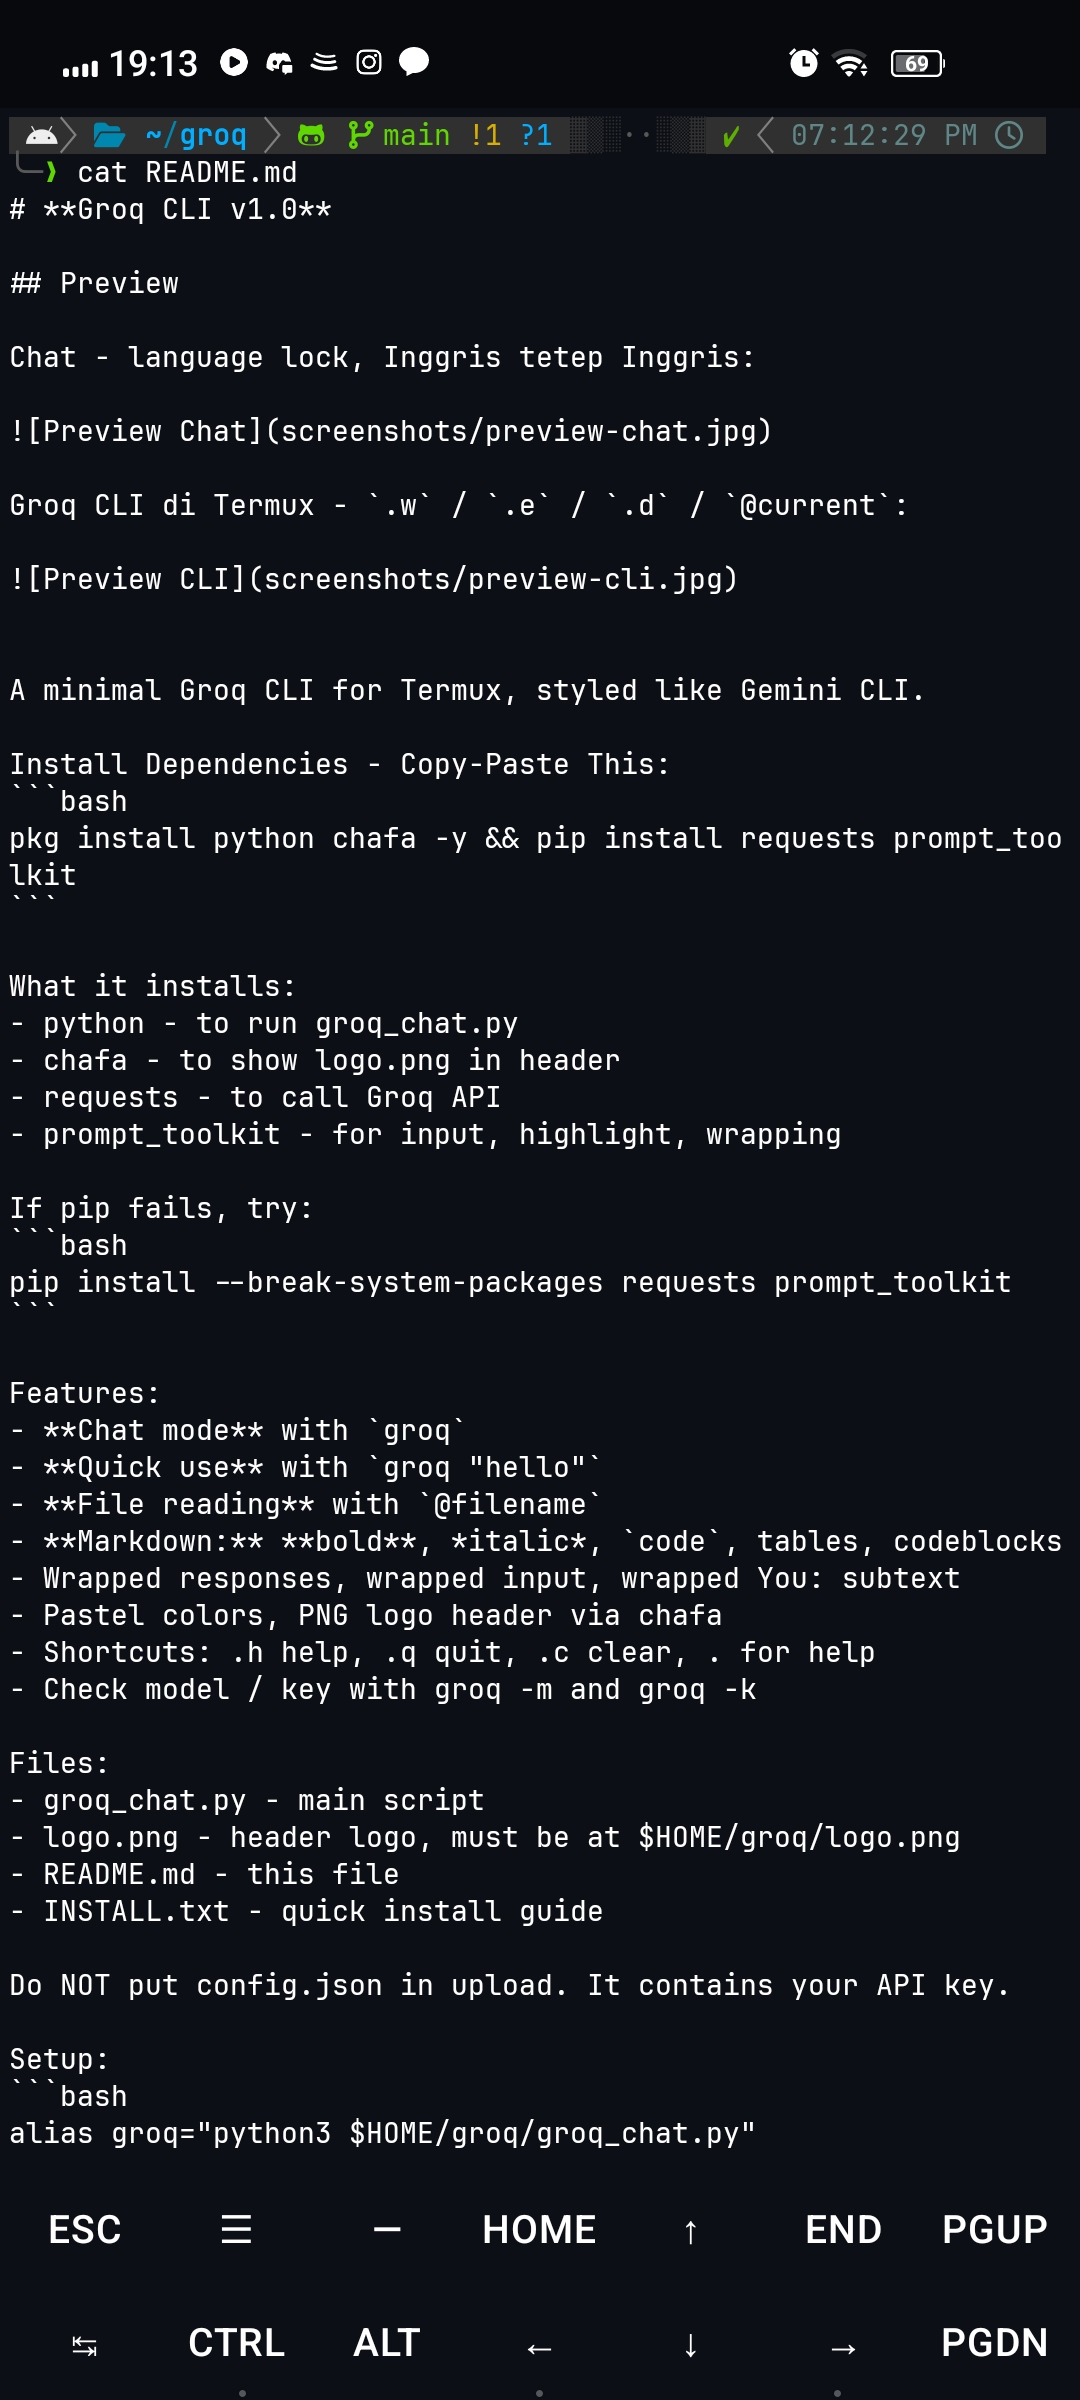 19:13 69
~/groq main !1 ?1 ✔ 07:12:29 PM
cat README.md
# **Groq CLI v1.0**
## Preview
Chat - language lock, Inggris tetep Inggris:
![Preview Chat](screenshots/preview-chat.jpg)
Groq CLI di Termux - `.w` / `.e` / `.d` / `@current`:
![Preview CLI](screenshots/preview-cli.jpg)
A minimal Groq CLI for Termux, styled like Gemini CLI.
Install Dependencies - Copy-Paste This:
```bash
pkg install python chafa -y && pip install requests prompt_too
lkit
```
What it installs:
- python - to run groq_chat.py
- chafa - to show logo.png in header
- requests - to call Groq API
- prompt_toolkit - for input, highlight, wrapping
If pip fails, try:
```bash
pip install --break-system-packages requests prompt_toolkit
```
Features:
- **Chat mode** with `groq`
- **Quick use** with `groq "hello"`
- **File reading** with `@filename`
- **Markdown:** **bold**, *italic*, `code`, tables, codeblocks
- Wrapped responses, wrapped input, wrapped You: subtext
- Pastel colors, PNG logo header via chafa
- Shortcuts: .h help, .q quit, .c clear, . for help
- Check model / key with groq -m and groq -k
Files:
- groq_chat.py - main script
- logo.png - header logo, must be at $HOME/groq/logo.png
- README.md - this file
- INSTALL.txt - quick install guide
Do NOT put config.json in upload. It contains your API key.
Setup:
```bash
alias groq="python3 $HOME/groq/groq_chat.py"
ESC ☰ — HOME ↑ END PGUP
↹ CTRL ALT ← ↓ → PGDN